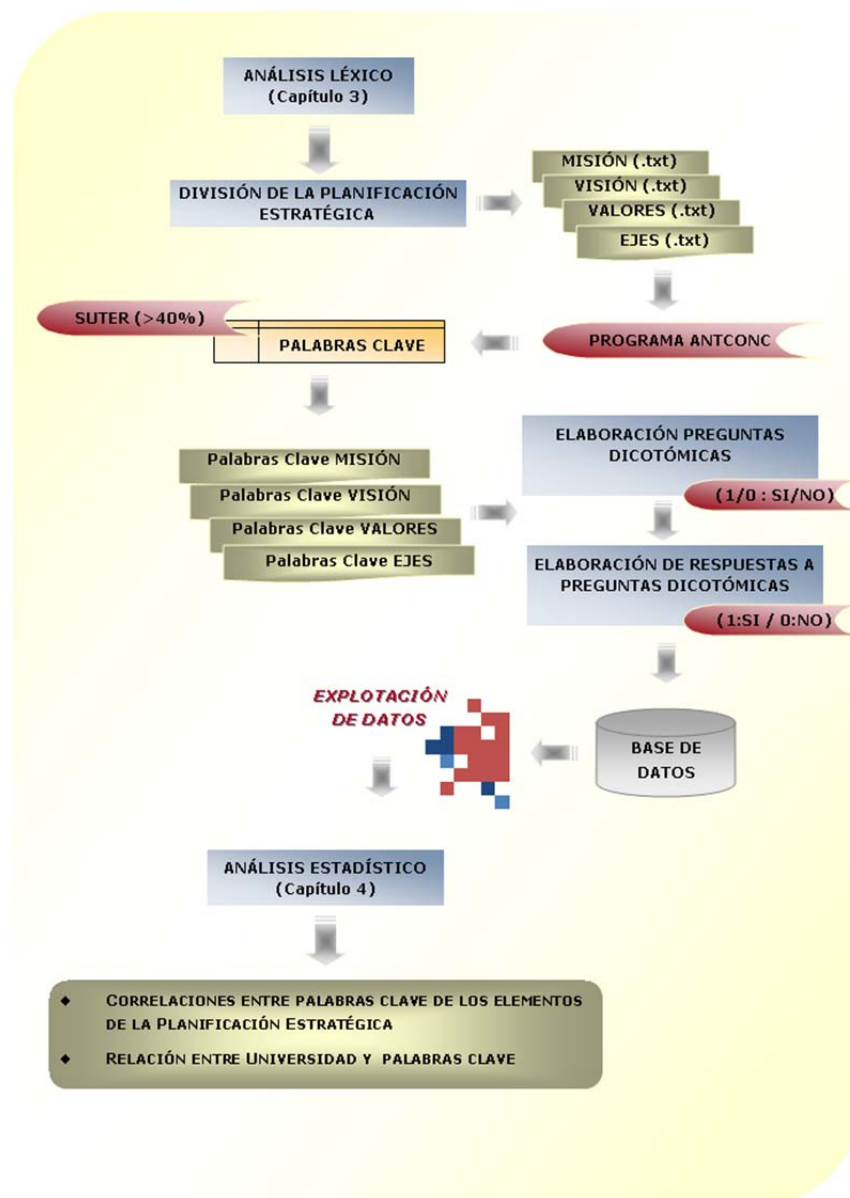 ANÁLISIS LÉXICO
(Capítulo 3)
DIVISIÓN DE LA PLANIFICACIÓN
ESTRATÉGICA
MISIÓN (.txt)
VISIÓN (.txt)
VALORES (.txt)
EJES (.txt)
SUTER (>40%)
PALABRAS CLAVE
PROGRAMA ANTCONC
Palabras Clave MISIÓN
Palabras Clave VISIÓN
Palabras Clave VALORES
Palabras Clave EJES
ELABORACIÓN PREGUNTAS
DICOTÓMICAS
(1/0 : SI/NO)
ELABORACIÓN DE RESPUESTAS A
PREGUNTAS DICOTÓMICAS
(1:SI / 0:NO)
EXPLOTACIÓN
DE DATOS
BASE DE
DATOS
ANÁLISIS ESTADÍSTICO
(Capítulo 4)
◆ CORRELACIONES ENTRE PALABRAS CLAVE DE LOS ELEMENTOS
DE LA PLANIFICACIÓN ESTRATÉGICA
◆ RELACIÓN ENTRE UNIVERSIDAD Y PALABRAS CLAVE